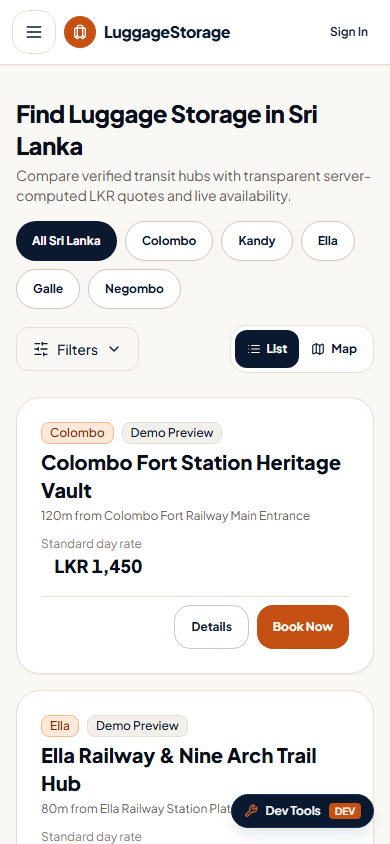 LuggageStorage
Sign In
Find Luggage Storage in Sri
Lanka
Compare verified transit hubs with transparent server-
computed LKR quotes and live availability.
All Sri Lanka
Colombo
Kandy
Ella
Galle
Negombo
Filters
List
Map
Colombo
Demo Preview
Colombo Fort Station Heritage
Vault
120m from Colombo Fort Railway Main Entrance
Standard day rate
LKR 1,450
Details
Book Now
Ella
Demo Preview
Ella Railway & Nine Arch Trail
Hub
80m from Ella Railway Station
Dev Tools
DEV
Standard day rate